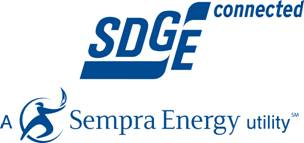 connected
SDGE
A Sempra Energy utility℠